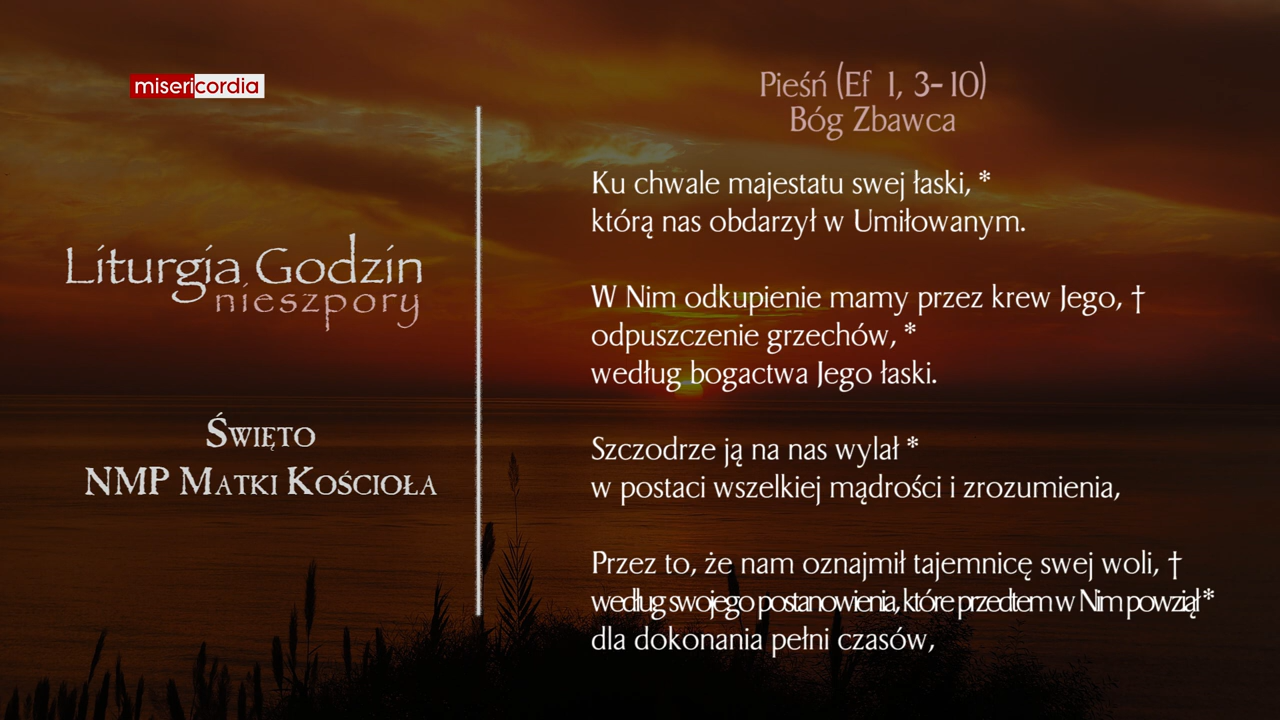 misericordia
Liturgia Godzin
nieszpory
Święto
NMP Matki Kościoła
Pieśń (Ef 1, 3-10)
Bóg Zbawca
Ku chwale majestatu swej łaski, *
którą nas obdarzył w Umiłowanym.
W Nim odkupienie mamy przez krew Jego, †
odpuszczenie grzechów, *
według bogactwa Jego łaski.
Szczodrze ją na nas wylał *
w postaci wszelkiej mądrości i zrozumienia,
Przez to, że nam oznajmił tajemnicę swej woli, †
według swojego postanowienia, które przedtem w Nim powziął *
dla dokonania pełni czasów,